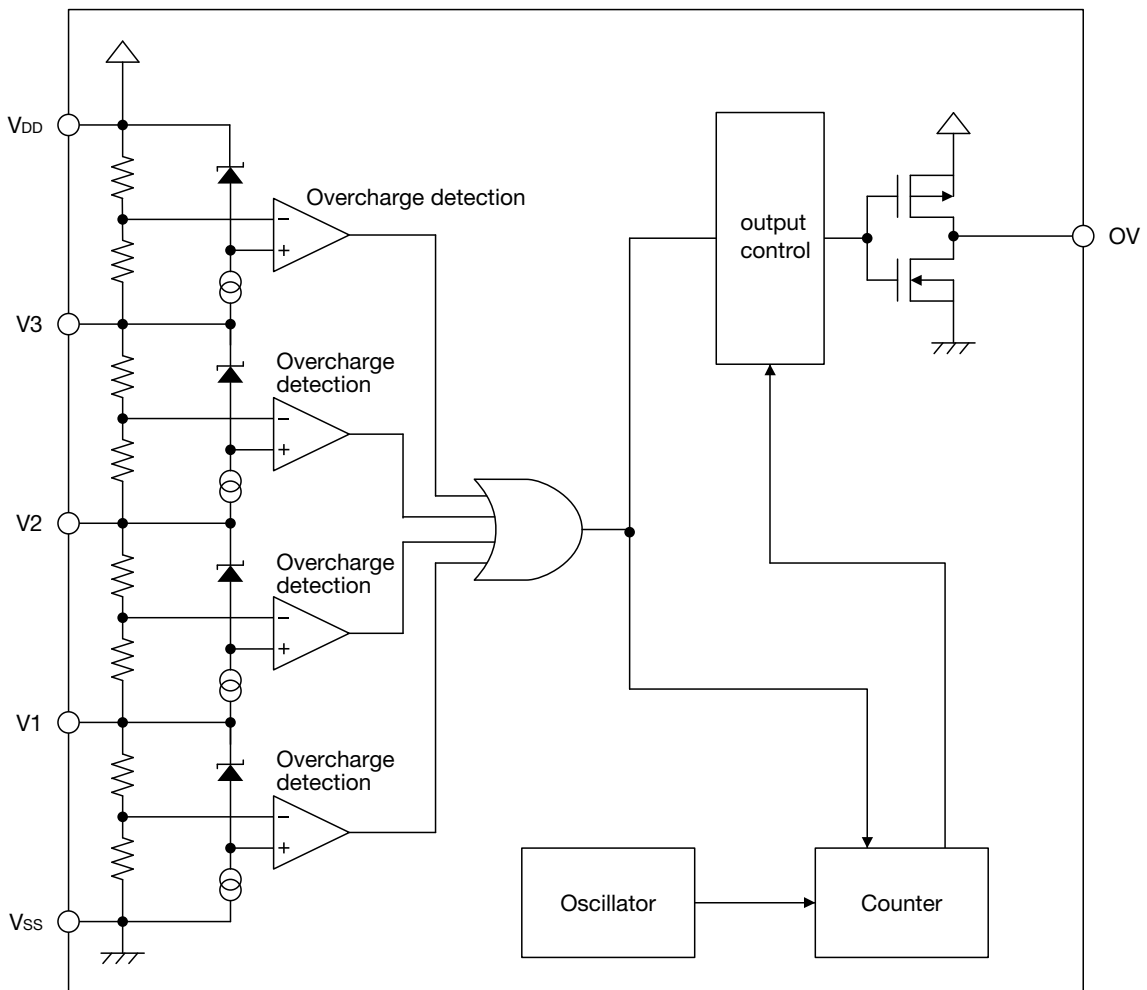 VDD
Overcharge detection
−
+
output
control
OV
V3
Overcharge
detection
−
+
V2
Overcharge
detection
−
+
V1
Overcharge
detection
−
+
Oscillator
Counter
VSS